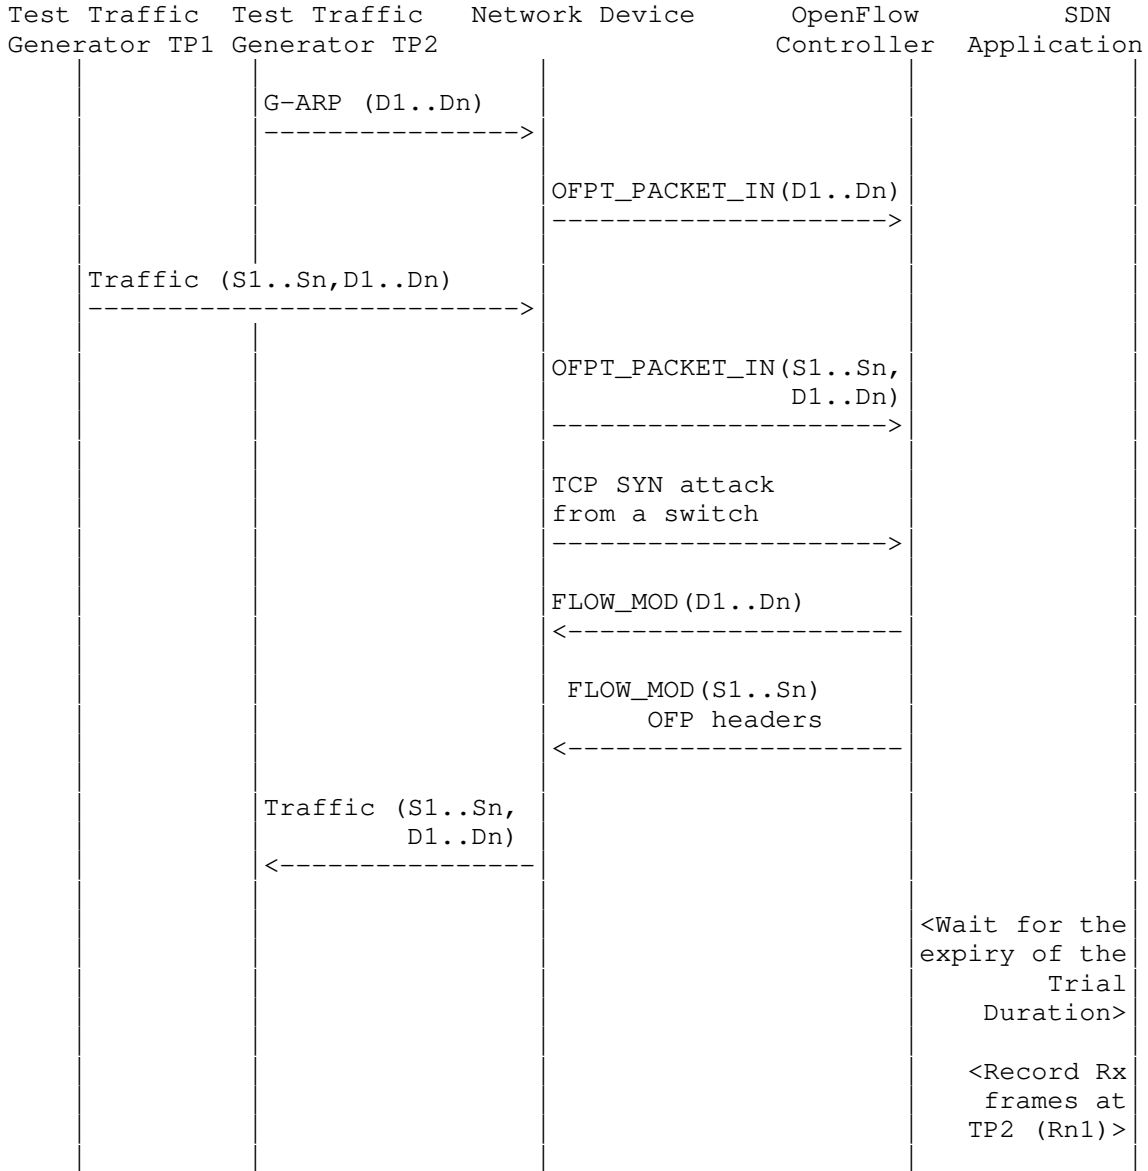 Test Traffic  Test Traffic   Network Device      OpenFlow         SDN
Generator TP1 Generator TP2                     Controller  Application
G-ARP (D1..Dn)
---------------->
OFPT_PACKET_IN(D1..Dn)
--------------------->
Traffic (S1..Sn,D1..Dn)
--------------------------->
OFPT_PACKET_IN(S1..Sn,
D1..Dn)
--------------------->
TCP SYN attack
from a switch
--------------------->
FLOW_MOD(D1..Dn)
<---------------------
FLOW_MOD(S1..Sn)
OFP headers
<---------------------
Traffic (S1..Sn,
D1..Dn)
<----------------
<Wait for the
expiry of the
Trial
Duration>
<Record Rx
frames at
TP2 (Rn1)>